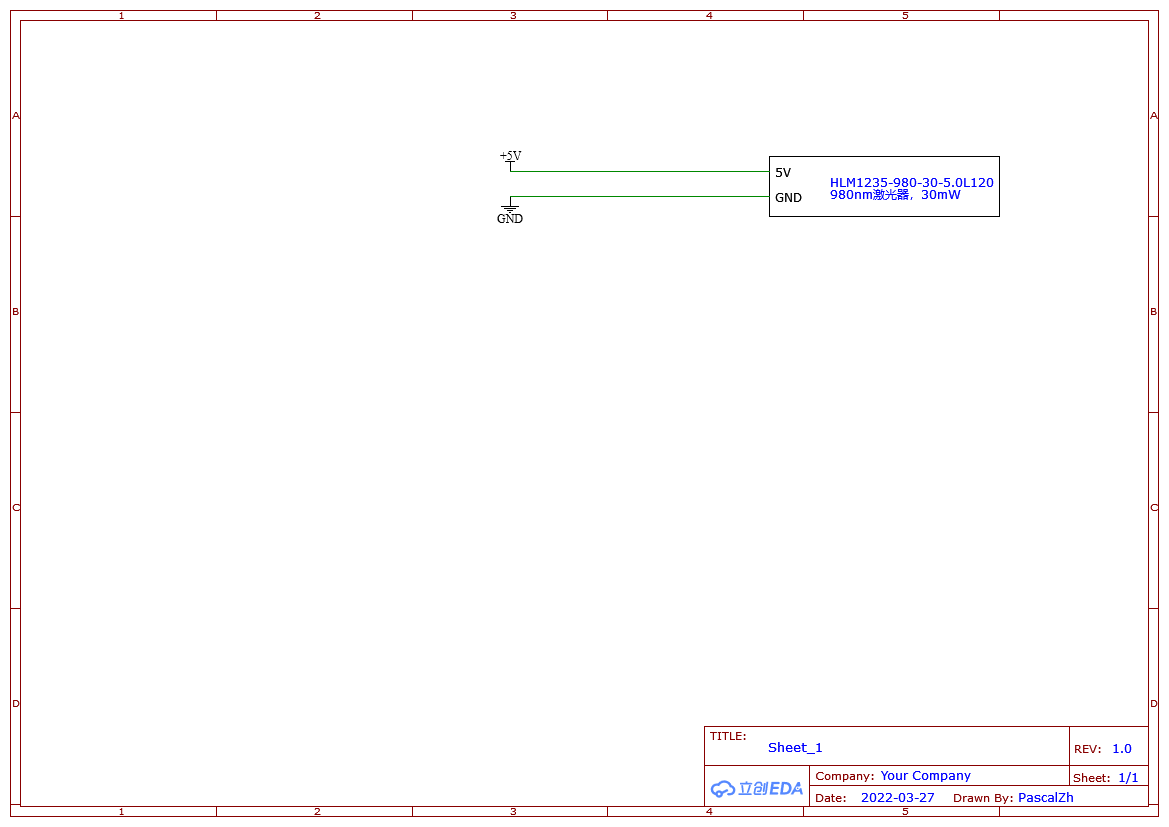 1 2 3 4 5
A A
+5V
5V
HLM1235-980-30-5.0L120
980nm激光器，30mW
GND
GND
B B
C C
D D
TITLE:
Sheet_1
REV: 1.0
立创EDA
Company: Your Company
Sheet: 1/1
Date: 2022-03-27 Drawn By: PascalZh
1 2 3 4 5